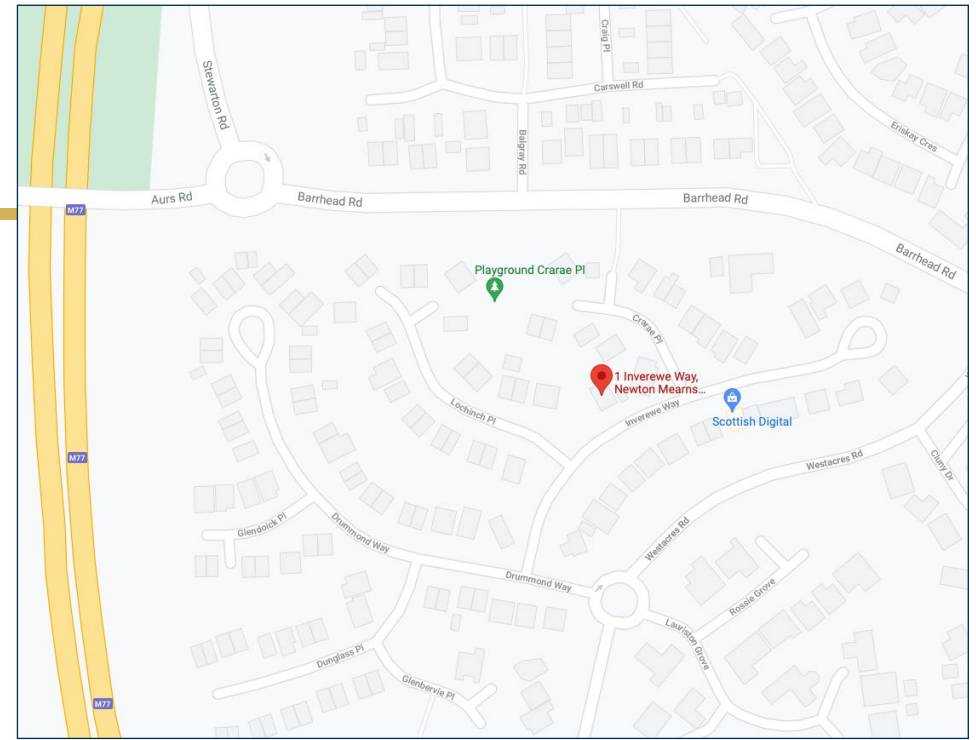 Craig Pl
Stewarton Rd
Carswell Rd
Balgray Rd
Eriskay Cres
Aurs Rd
Barrhead Rd
Barrhead Rd
M77
Barrhead Rd
Playground Crarae Pl
Crarae Pl
1 Inverewe Way,
Newton Mearns...
Inverewe Way
Scottish Digital
Lochinch Pl
M77
Westacres Rd
Cluny Dr
Glendoick Pl
Drummond Way
Westacres Rd
Drummond Way
Rossie Grove
Lauriston Grove
Dunglass Pl
Glenbervie Pl
M77